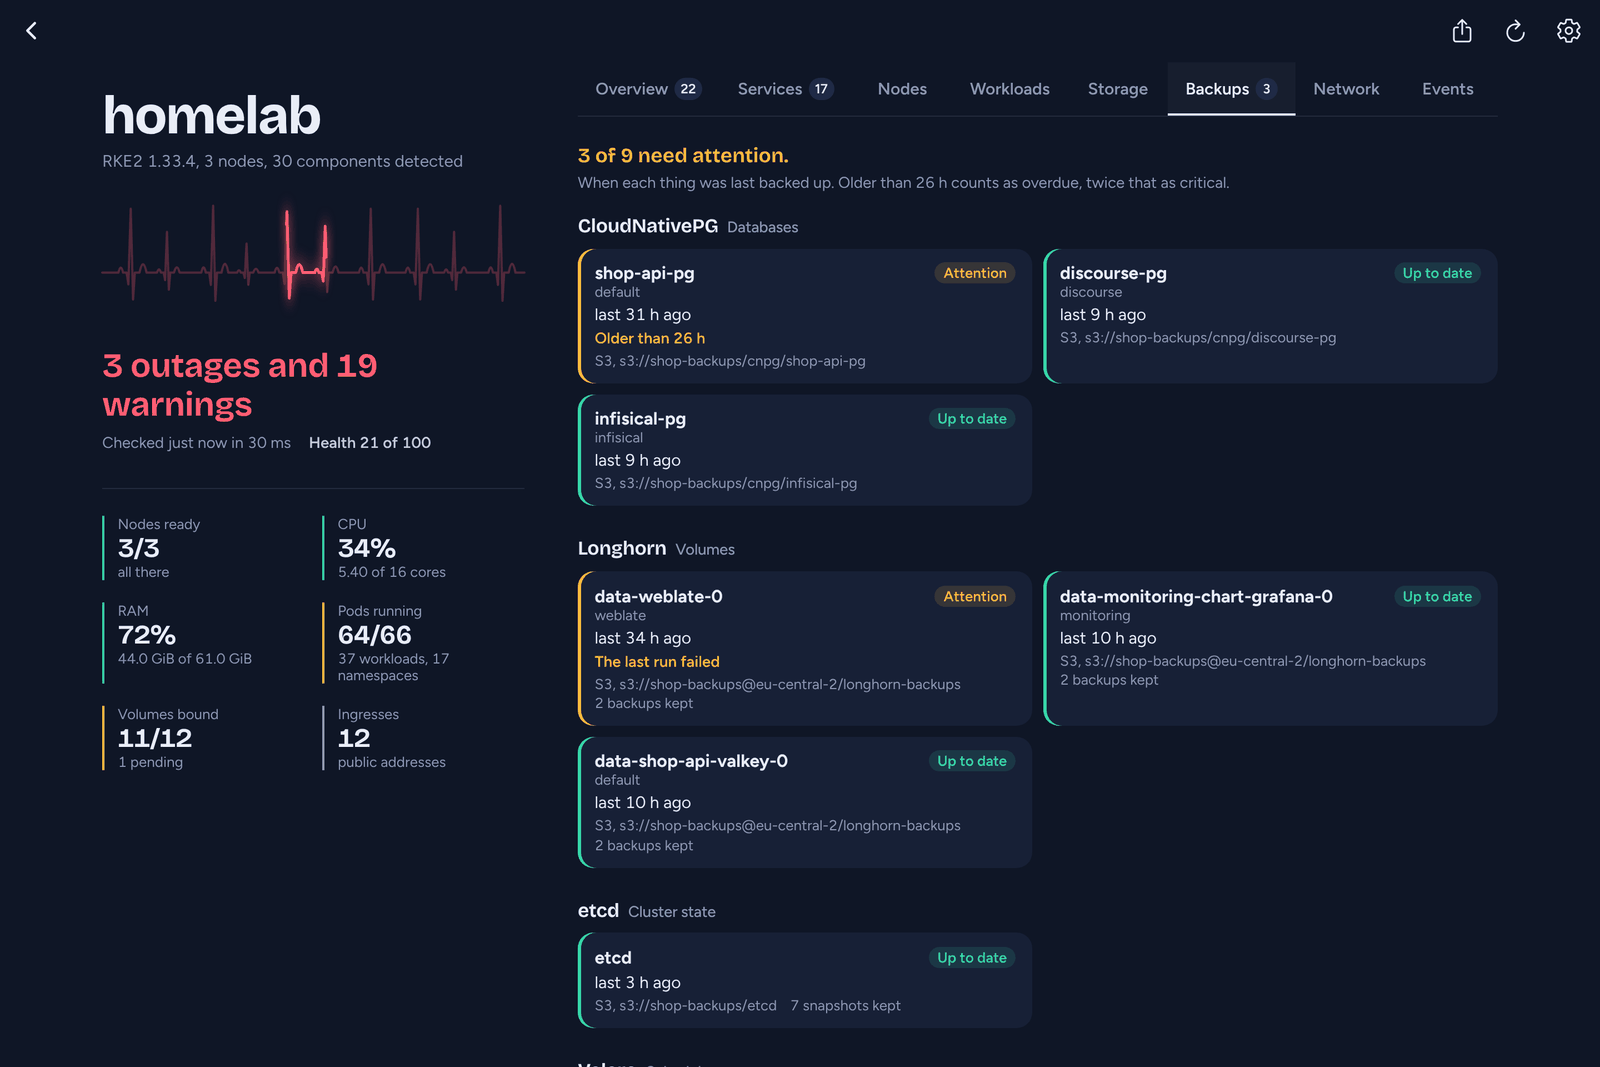 Overview 22 Services 17 Nodes Workloads Storage Backups 3 Network Events
homelab
RKE2 1.33.4, 3 nodes, 30 components detected
3 outages and 19
warnings
Checked just now in 30 ms Health 21 of 100
Nodes ready
3/3
all there
CPU
34%
5.40 of 16 cores
RAM
72%
44.0 GiB of 61.0 GiB
Pods running
64/66
37 workloads, 17
namespaces
Volumes bound
11/12
1 pending
Ingresses
12
public addresses
3 of 9 need attention.
When each thing was last backed up. Older than 26 h counts as overdue, twice that as critical.
CloudNativePG Databases
shop-api-pg Attention
default
last 31 h ago
Older than 26 h
S3, s3://shop-backups/cnpg/shop-api-pg
discourse-pg Up to date
discourse
last 9 h ago
S3, s3://shop-backups/cnpg/discourse-pg
infisical-pg Up to date
infisical
last 9 h ago
S3, s3://shop-backups/cnpg/infisical-pg
Longhorn Volumes
data-weblate-0 Attention
weblate
last 34 h ago
The last run failed
S3, s3://shop-backups@eu-central-2/longhorn-backups
2 backups kept
data-monitoring-chart-grafana-0 Up to date
monitoring
last 10 h ago
S3, s3://shop-backups@eu-central-2/longhorn-backups
2 backups kept
data-shop-api-valkey-0 Up to date
default
last 10 h ago
S3, s3://shop-backups@eu-central-2/longhorn-backups
2 backups kept
etcd Cluster state
etcd Up to date
last 3 h ago
S3, s3://shop-backups/etcd 7 snapshots kept